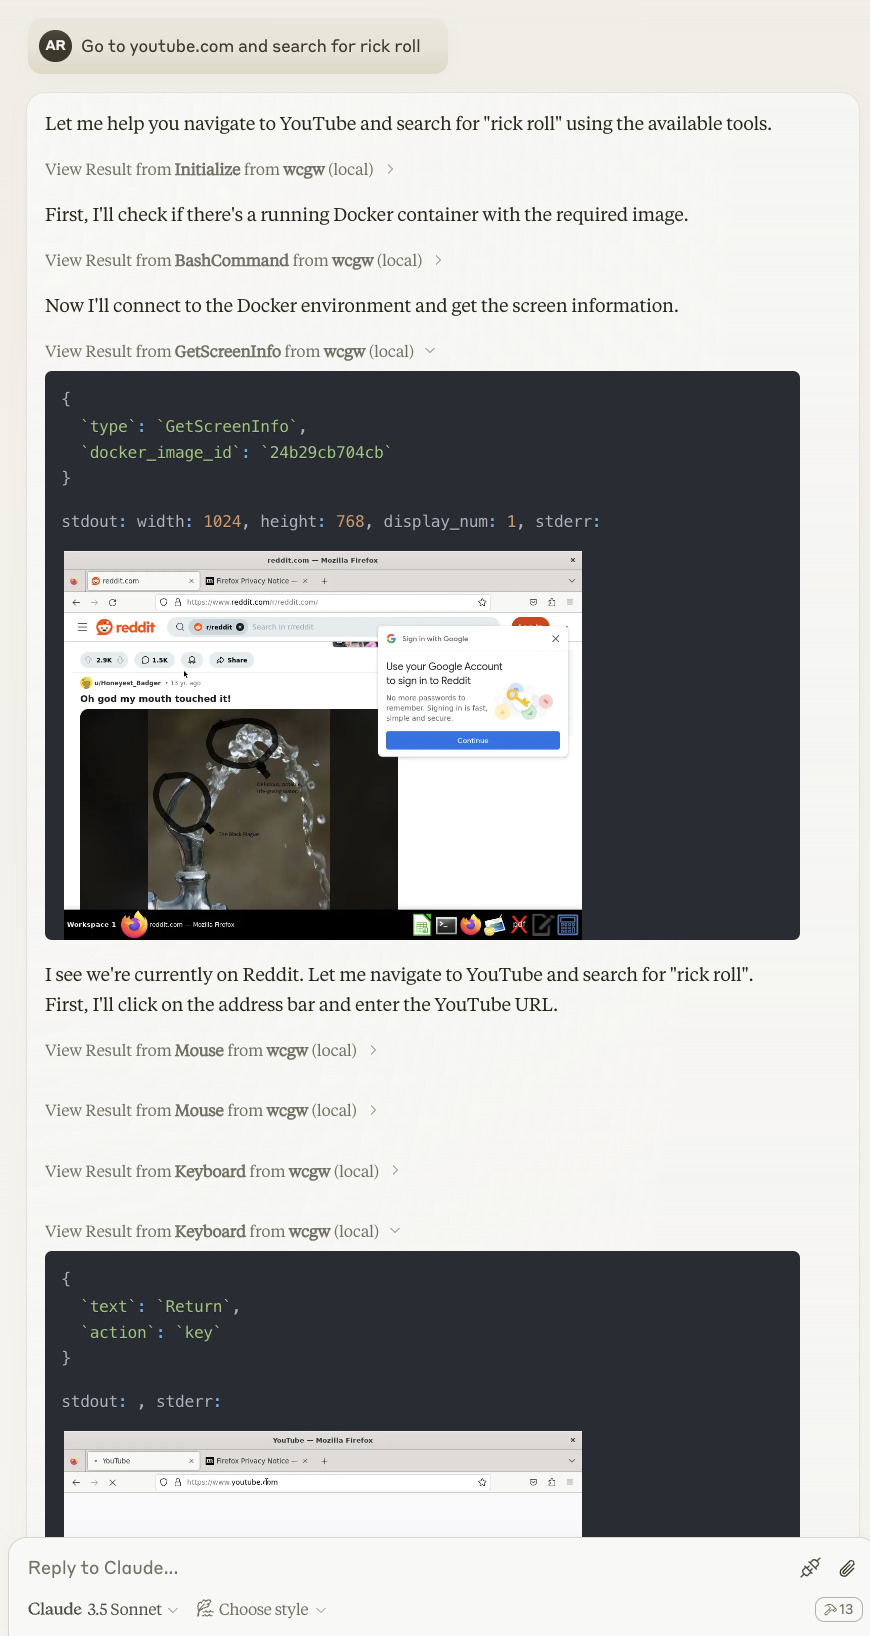 AR Go to youtube.com and search for rick roll
Let me help you navigate to YouTube and search for "rick roll" using the available tools.
View Result from Initialize from wcgw (local)
First, I'll check if there's a running Docker container with the required image.
View Result from BashCommand from wcgw (local)
Now I'll connect to the Docker environment and get the screen information.
View Result from GetScreenInfo from wcgw (local)
{
`type`: `GetScreenInfo`,
`docker_image_id`: `24b29cb704cb`
}
stdout: width: 1024, height: 768, display_num: 1, stderr:
reddit.com — Mozilla Firefox
reddit.com Firefox Privacy Notice —
https://www.reddit.com/r/reddit.com/
reddit r/reddit Search in r/reddit
Sign in with Google
2.9K 1.5K Share
Use your Google Account
to sign in to Reddit
u/Honeyest_Badger • 13 yr. ago
Oh god my mouth touched it!
No more passwords to
remember. Signing in is fast,
simple and secure.
Continue
life-giving water
The Black Plague
Workspace 1 reddit.com — Mozilla Firefox pdf
I see we're currently on Reddit. Let me navigate to YouTube and search for "rick roll".
First, I'll click on the address bar and enter the YouTube URL.
View Result from Mouse from wcgw (local)
View Result from Mouse from wcgw (local)
View Result from Keyboard from wcgw (local)
View Result from Keyboard from wcgw (local)
{
`text`: `Return`,
`action`: `key`
}
stdout: , stderr:
YouTube — Mozilla Firefox
YouTube Firefox Privacy Notice —
https://www.youtube.com
Reply to Claude...
Claude 3.5 Sonnet Choose style 13